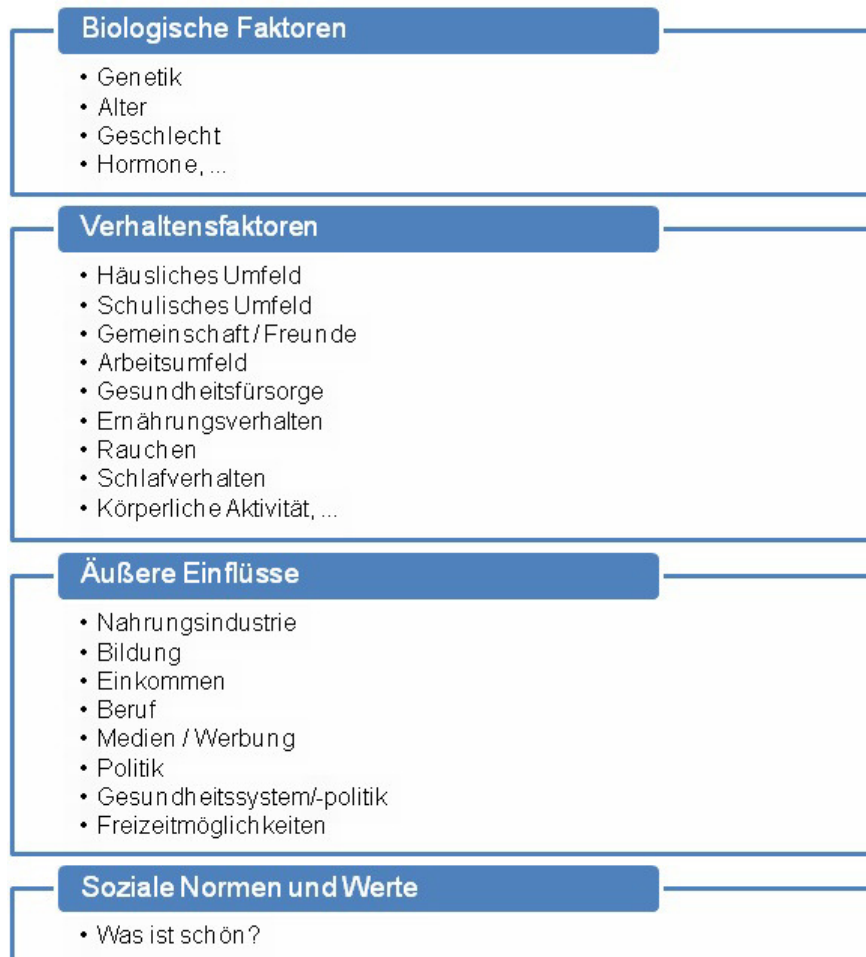 Biologische Faktoren
• Genetik
• Alter
• Geschlecht
• Hormone, ...
Verhaltensfaktoren
• Häusliches Umfeld
• Schulisches Umfeld
• Gemeinschaft / Freunde
• Arbeitsumfeld
• Gesundheitsfürsorge
• Ernährungsverhalten
• Rauchen
• Schlafverhalten
• Körperliche Aktivität, ...
Äußere Einflüsse
• Nahrungsindustrie
• Bildung
• Einkommen
• Beruf
• Medien / Werbung
• Politik
• Gesundheitssystem/-politik
• Freizeitmöglichkeiten
Soziale Normen und Werte
• Was ist schön?